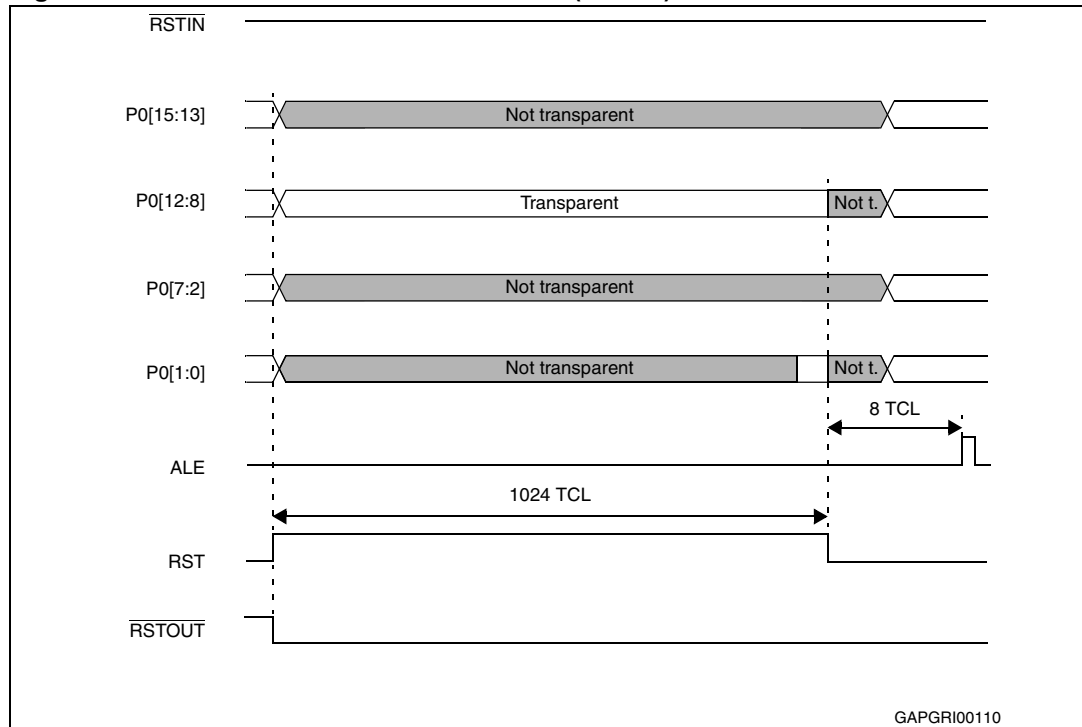 RSTIN
P0[15:13]
Not transparent
P0[12:8]
Transparent
Not t.
P0[7:2]
Not transparent
P0[1:0]
Not transparent
Not t.
8 TCL
ALE
1024 TCL
RST
RSTOUT
GAPGRI00110